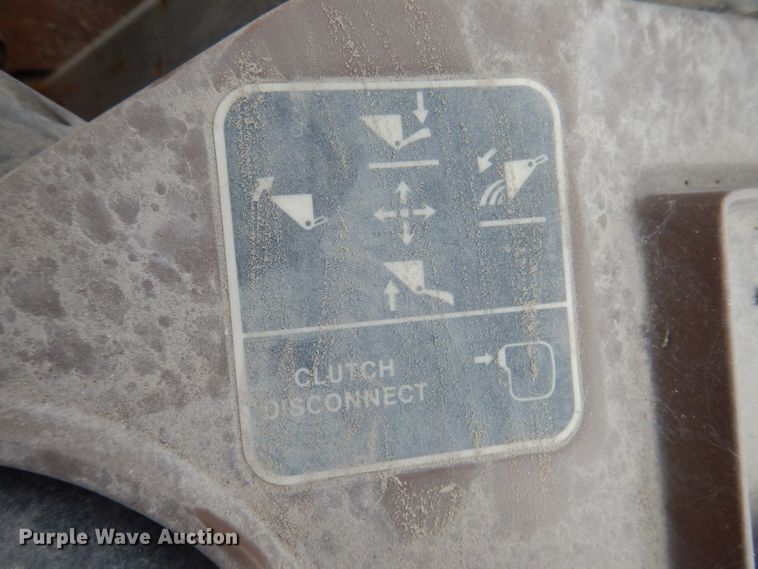 CLUTCH
DISCONNECT
Purple Wave Auction